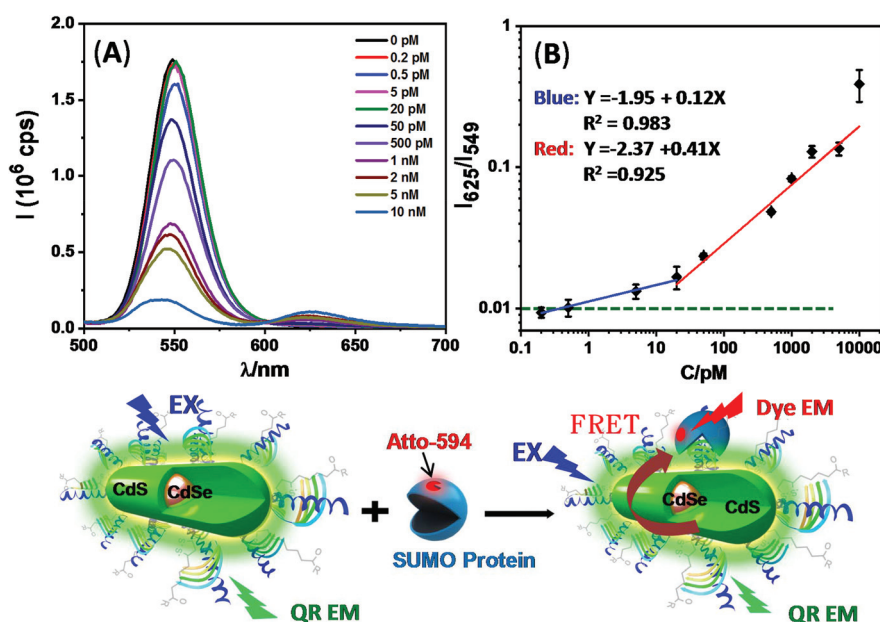 (A)
I (10⁶ cps)
2.0
1.5
1.0
0.5
0.0
500
550
600
650
700
λ/nm
0 pM
0.2 pM
0.5 pM
5 pM
20 pM
50 pM
500 pM
1 nM
2 nM
5 nM
10 nM
(B)
I₆₂₅/I₅₄₉
1
0.1
0.01
0.1
1
10
100
1000
10000
C/pM
Blue: Y =-1.95 + 0.12X
R² = 0.983
Red: Y =-2.37 +0.41X
R² =0.925
EX
CdS
CdSe
QR EM
+
Atto-594
SUMO Protein
FRET
Dye EM
EX
CdSe
CdS
QR EM